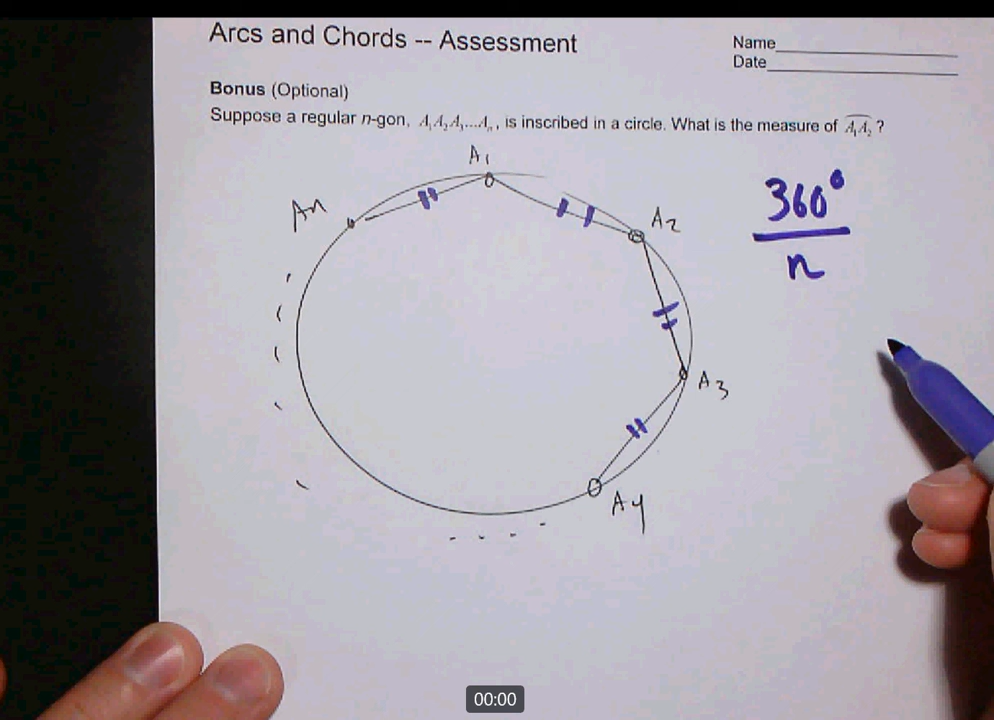 Arcs and Chords -- Assessment
Name
Date
Bonus (Optional)
Suppose a regular n-gon, A₁A₂A₃...Aₙ, is inscribed in a circle. What is the measure of A₁A₂ ?
A1
An
A2
360°
n
A3
A4
00:00